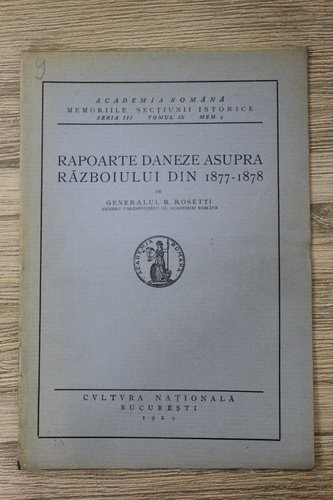 9
ACADEMIA ROMÂNĂ
MEMORIILE SECŢIUNII ISTORICE
SERIA III TOMUL IX MEM 9
RAPOARTE DANEZE ASUPRA
RĂZBOIULUI DIN 1877-1878
DE
GENERALUL R. ROSETTI
MEMBRU CORESPONDENT AL ACADEMIEI ROMÂNE
ACADEMIA ROMANA
CVLTVRA NAŢIONALĂ
BUCUREŞTI
1929